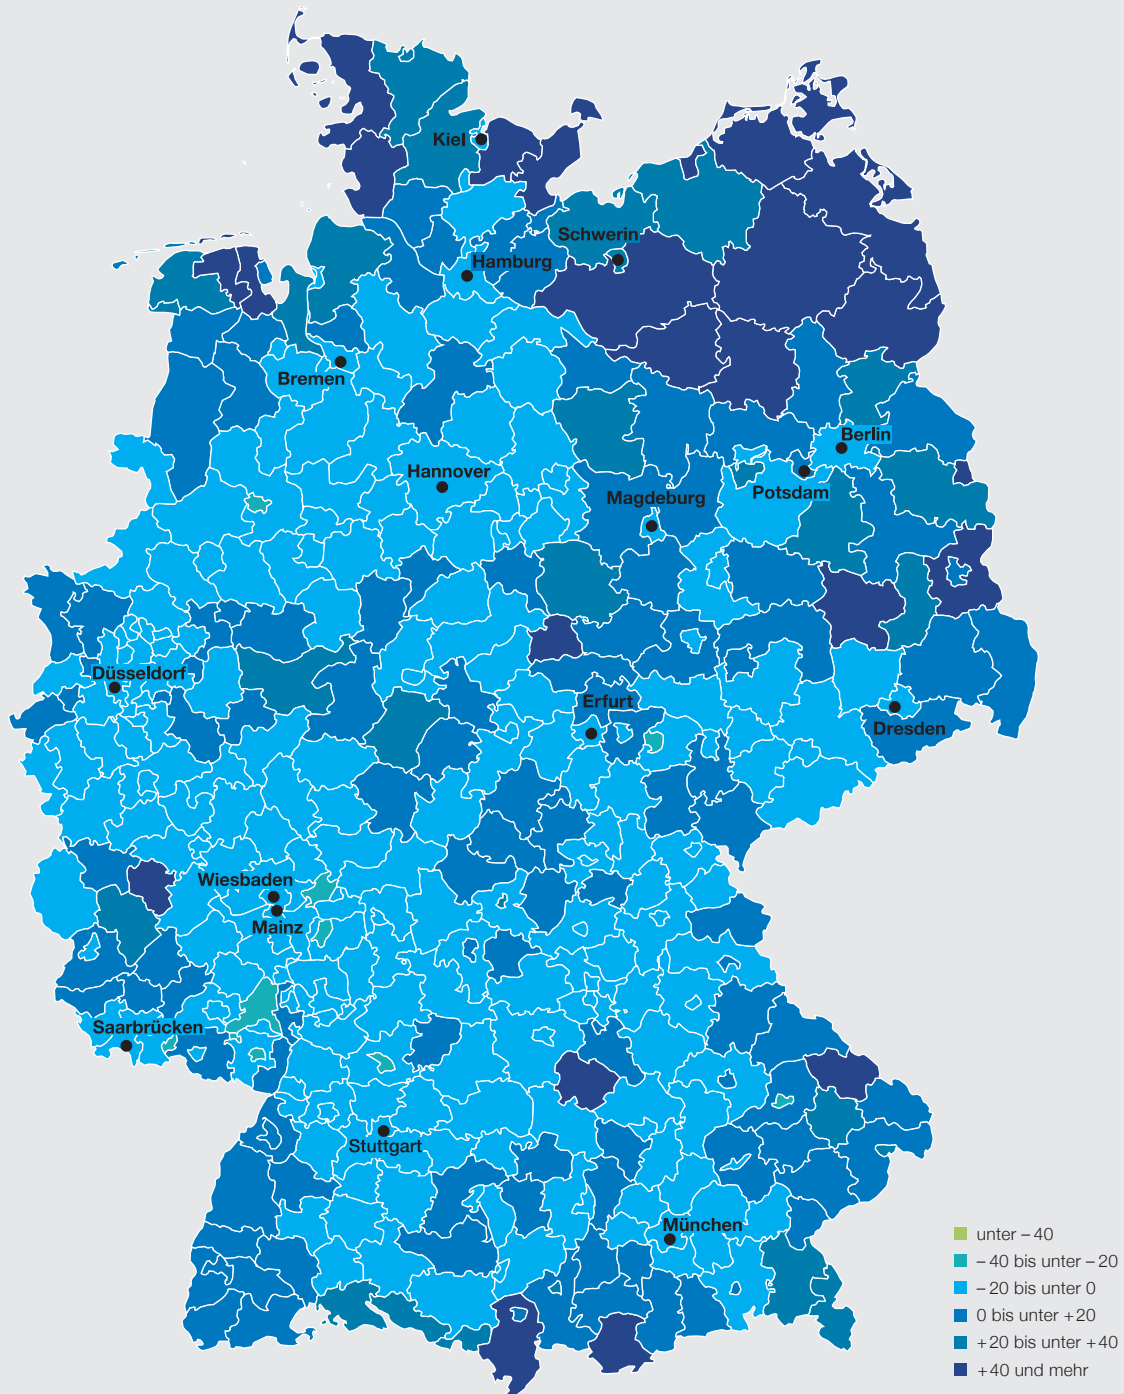 Kiel
Schwerin
Hamburg
Bremen
Berlin
Hannover
Potsdam
Magdeburg
Düsseldorf
Erfurt
Dresden
Wiesbaden
Mainz
Saarbrücken
Stuttgart
München
unter – 40
– 40 bis unter – 20
– 20 bis unter 0
0 bis unter +20
+20 bis unter +40
+40 und mehr